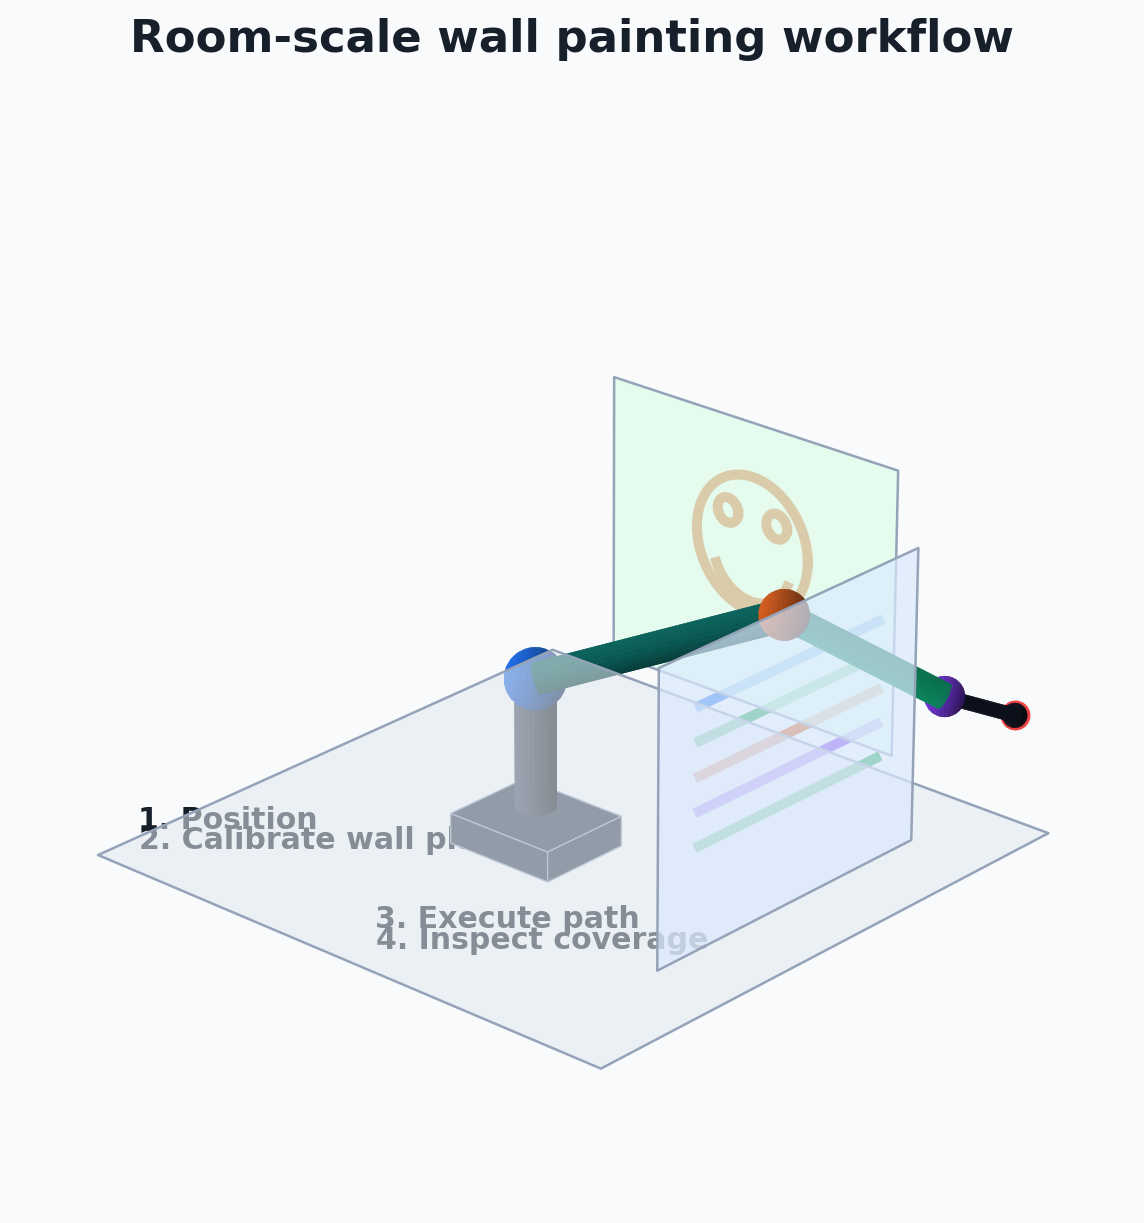 Room-scale wall painting workflow
1. Position
2. Calibrate wall
3. Execute path
4. Inspect coverage